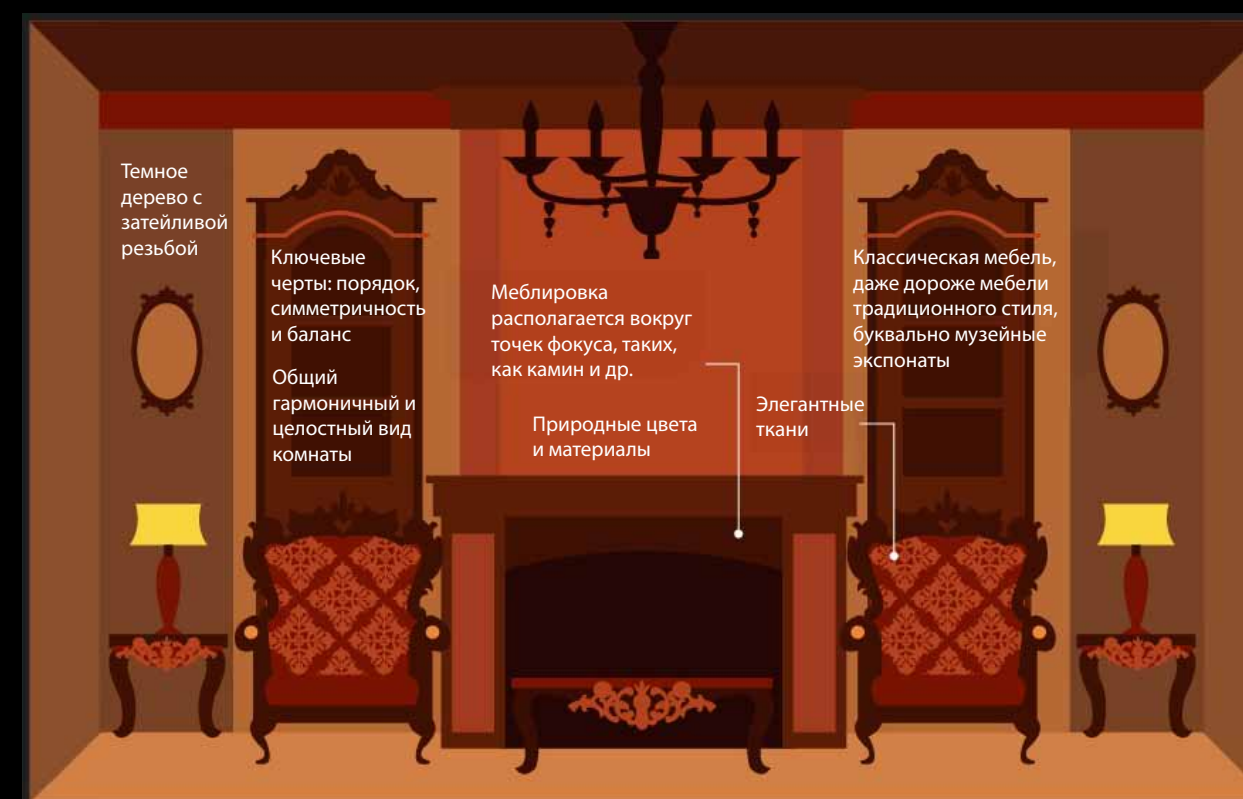 Темное
дерево с
затейливой
резьбой
Ключевые
черты: порядок,
симметричность
и баланс
Общий
гармоничный и
целостный вид
комнаты
Меблировка
располагается вокруг
точек фокуса, таких,
как камин и др.
Природные цвета
и материалы
Элегантные
ткани
Классическая мебель,
даже дороже мебели
традиционного стиля,
буквально музейные
экспонаты